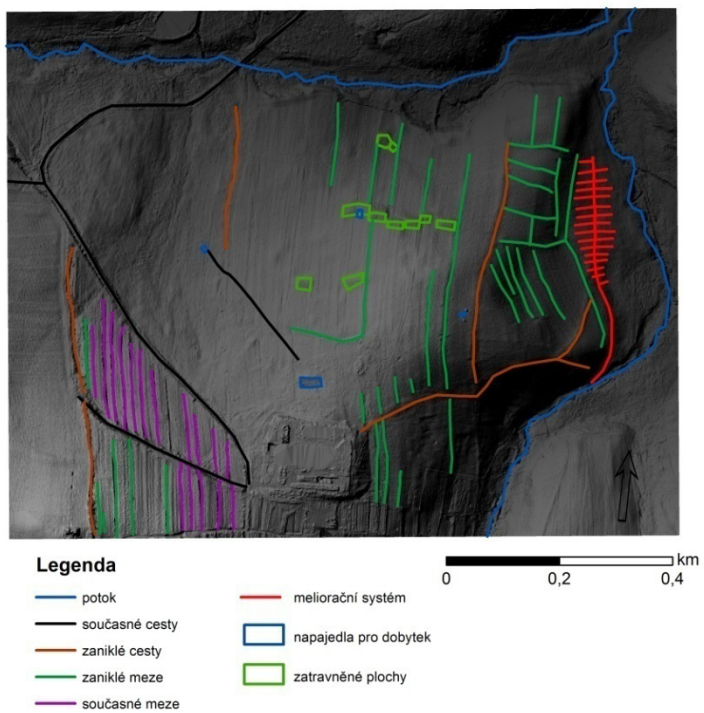 Legenda
potok
současné cesty
zaniklé cesty
zaniklé meze
současné meze
meliorační systém
napajedla pro dobytek
zatravněné plochy
km
0 0,2 0,4